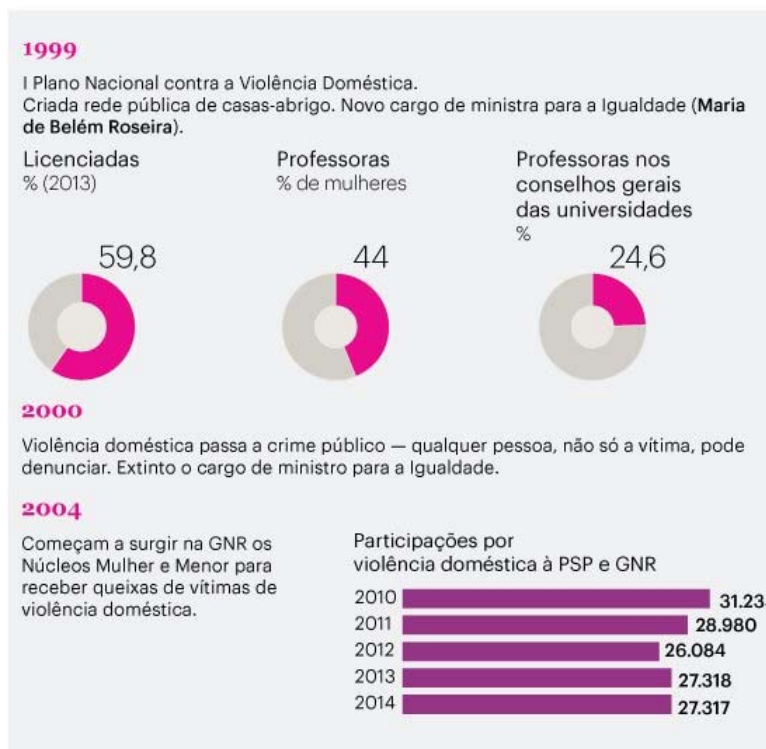 1999
I Plano Nacional contra a Violência Doméstica.
Criada rede pública de casas-abrigo. Novo cargo de ministra para a Igualdade (Maria
de Belém Roseira).
Licenciadas
% (2013)
59,8
Professoras
% de mulheres
44
Professoras nos
conselhos gerais
das universidades
%
24,6
2000
Violência doméstica passa a crime público — qualquer pessoa, não só a vítima, pode
denunciar. Extinto o cargo de ministro para a Igualdade.
2004
Começam a surgir na GNR os
Núcleos Mulher e Menor para
receber queixas de vítimas de
violência doméstica.
Participações por
violência doméstica à PSP e GNR
2010
2011 28.980
2012 26.084
2013 27.318
2014 27.317